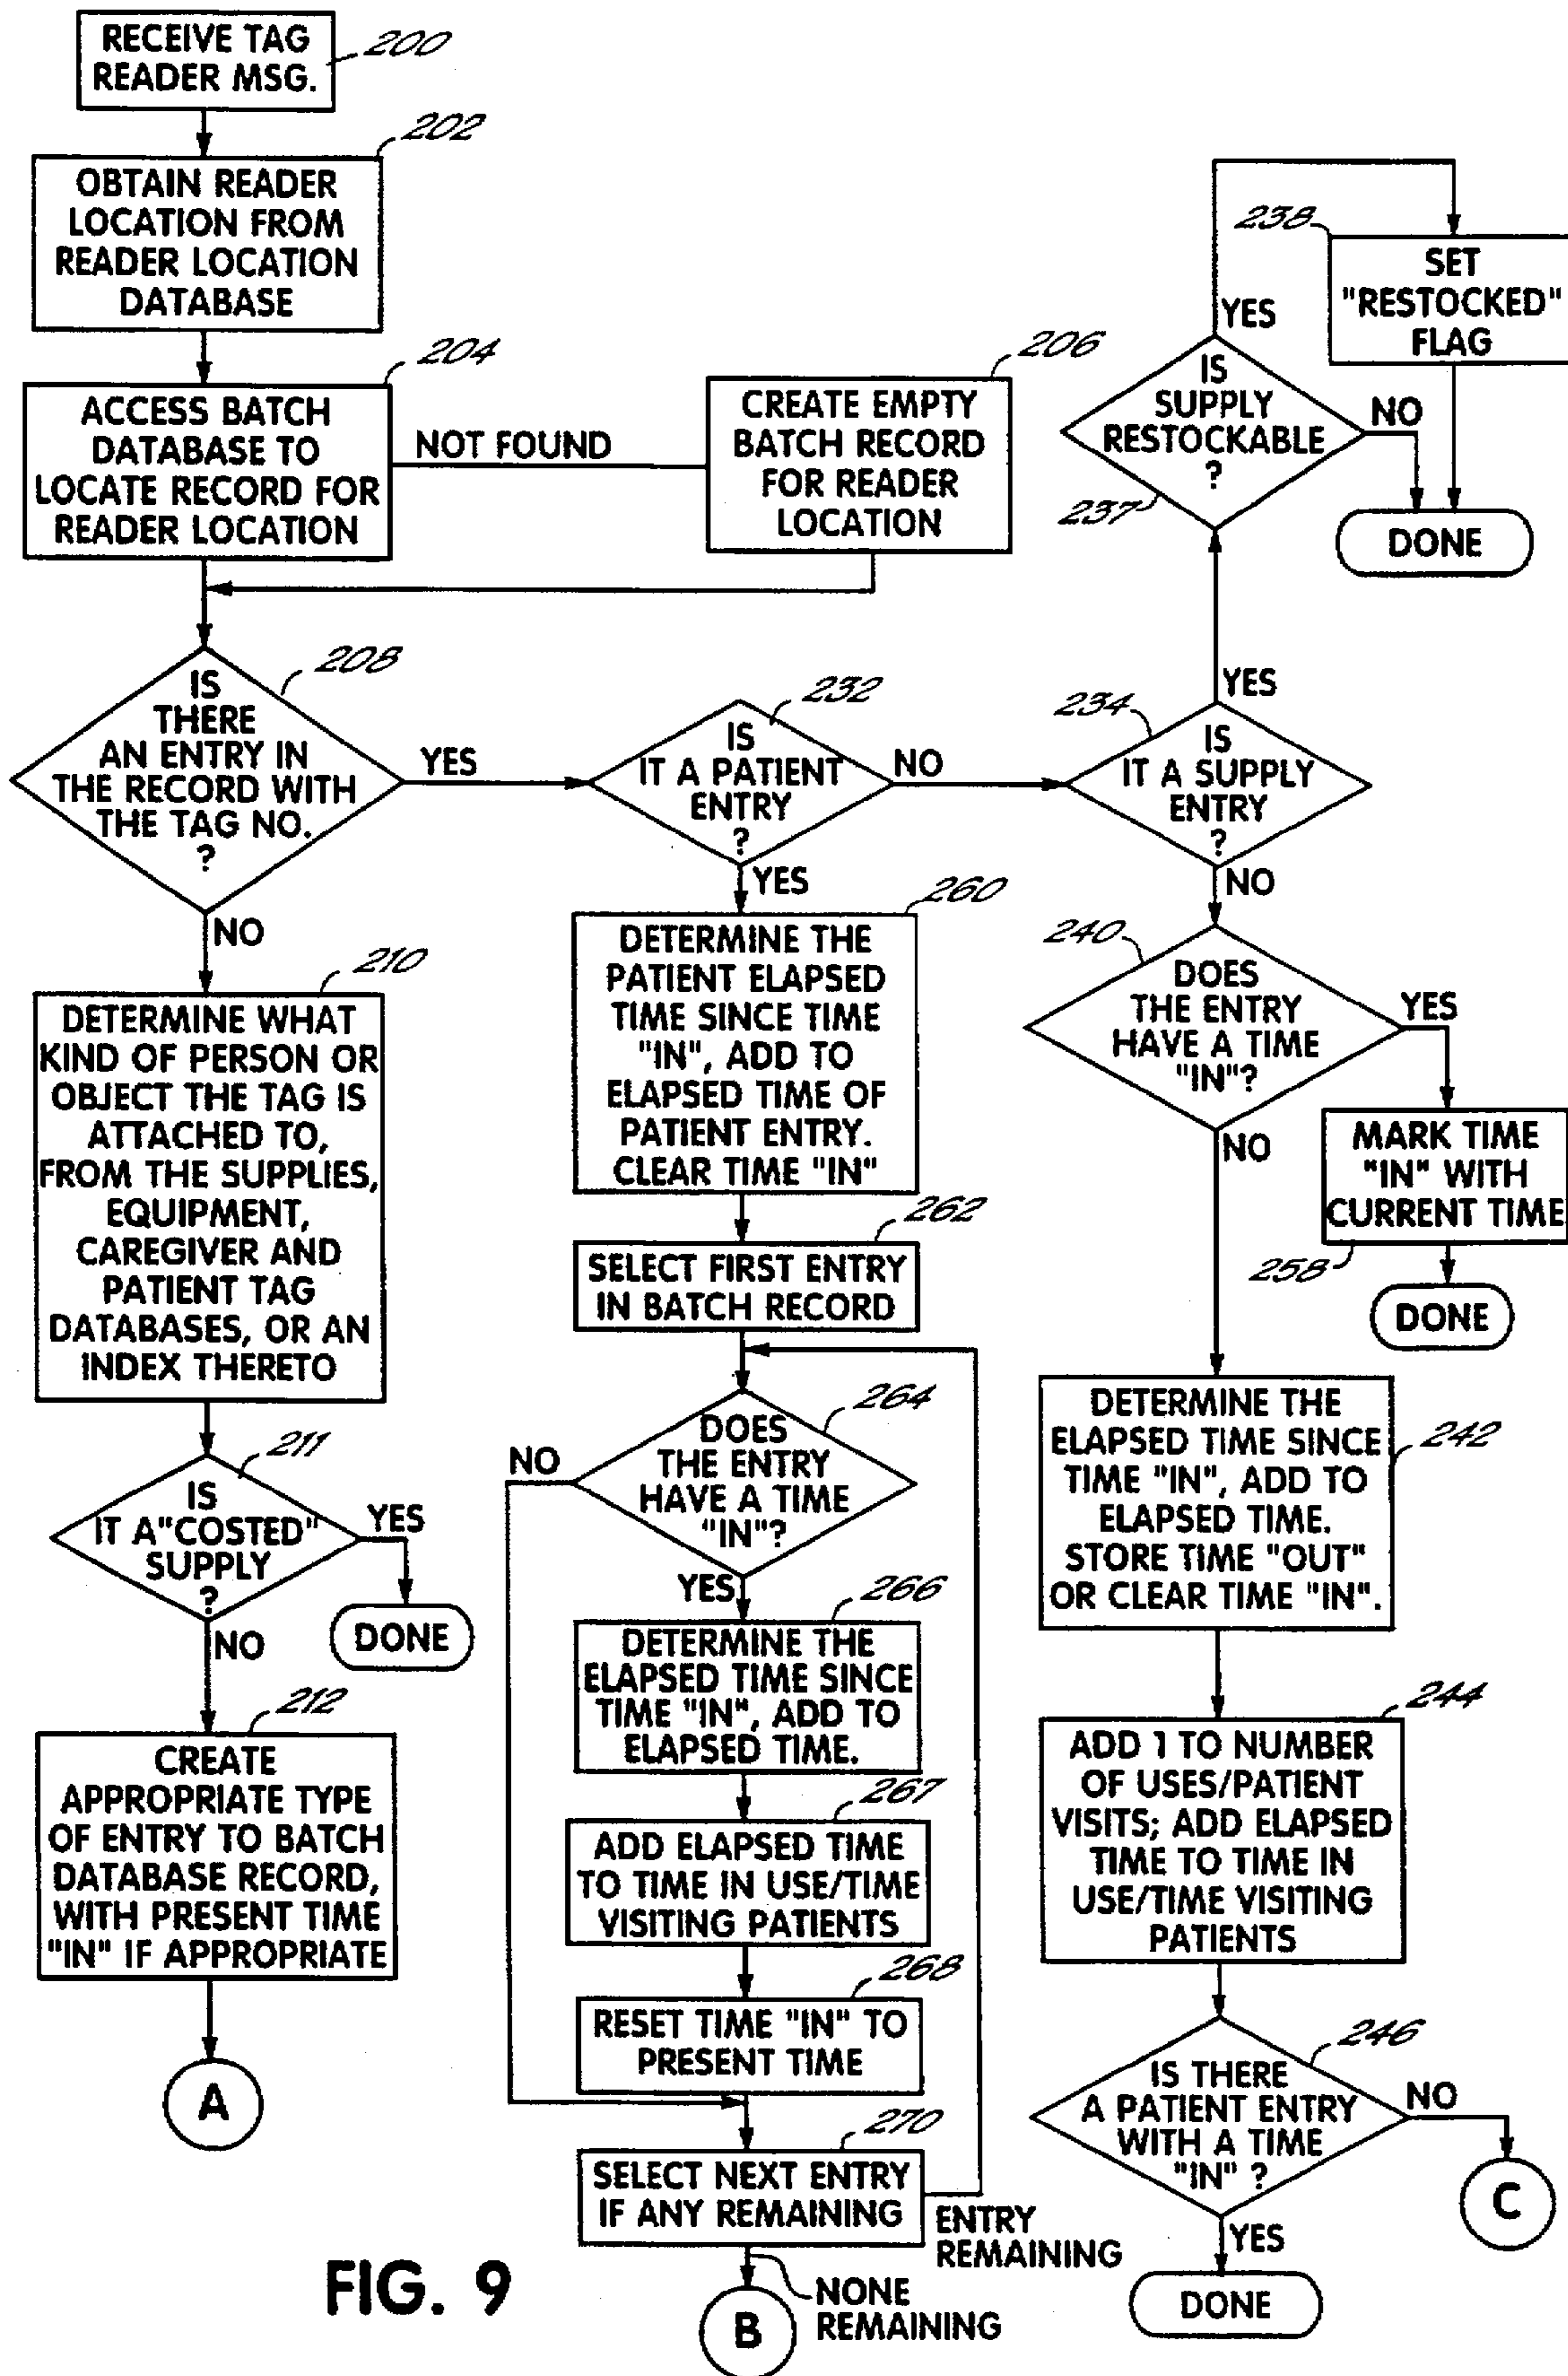 RECEIVE TAG
READER MSG.
200
202
OBTAIN READER
LOCATION FROM
READER LOCATION
DATABASE
204
ACCESS BATCH
DATABASE TO
LOCATE RECORD FOR
READER LOCATION
NOT FOUND
206
CREATE EMPTY
BATCH RECORD
FOR READER
LOCATION
208
IS
THERE
AN ENTRY IN
THE RECORD WITH
THE TAG NO.
?
YES
NO
210
DETERMINE WHAT
KIND OF PERSON OR
OBJECT THE TAG IS
ATTACHED TO,
FROM THE SUPPLIES,
EQUIPMENT,
CAREGIVER AND
PATIENT TAG
DATABASES, OR AN
INDEX THERETO
211
IS
IT A"COSTED"
SUPPLY
?
YES
DONE
NO
212
CREATE
APPROPRIATE TYPE
OF ENTRY TO BATCH
DATABASE RECORD,
WITH PRESENT TIME
"IN" IF APPROPRIATE
A
232
IS
IT A PATIENT
ENTRY
?
NO
YES
260
DETERMINE THE
PATIENT ELAPSED
TIME SINCE TIME
"IN", ADD TO
ELAPSED TIME OF
PATIENT ENTRY.
CLEAR TIME "IN"
262
SELECT FIRST ENTRY
IN BATCH RECORD
264
DOES
THE ENTRY
HAVE A TIME
"IN"?
NO
YES
266
DETERMINE THE
ELAPSED TIME SINCE
TIME "IN", ADD TO
ELAPSED TIME.
267
ADD ELAPSED TIME
TO TIME IN USE/TIME
VISITING PATIENTS
268
RESET TIME "IN" TO
PRESENT TIME
270
SELECT NEXT ENTRY
IF ANY REMAINING
ENTRY
REMAINING
NONE
REMAINING
B
234
IS
IT A SUPPLY
ENTRY
?
YES
237
IS
SUPPLY
RESTOCKABLE
?
YES
NO
238
SET
"RESTOCKED"
FLAG
DONE
NO
240
DOES
THE ENTRY
HAVE A TIME
"IN"?
YES
MARK TIME
"IN" WITH
CURRENT TIME
258
DONE
NO
242
DETERMINE THE
ELAPSED TIME SINCE
TIME "IN", ADD TO
ELAPSED TIME.
STORE TIME "OUT"
OR CLEAR TIME "IN".
244
ADD 1 TO NUMBER
OF USES/PATIENT
VISITS; ADD ELAPSED
TIME TO TIME IN
USE/TIME VISITING
PATIENTS
246
IS THERE
A PATIENT ENTRY
WITH A TIME
"IN" ?
NO
C
YES
DONE
FIG. 9